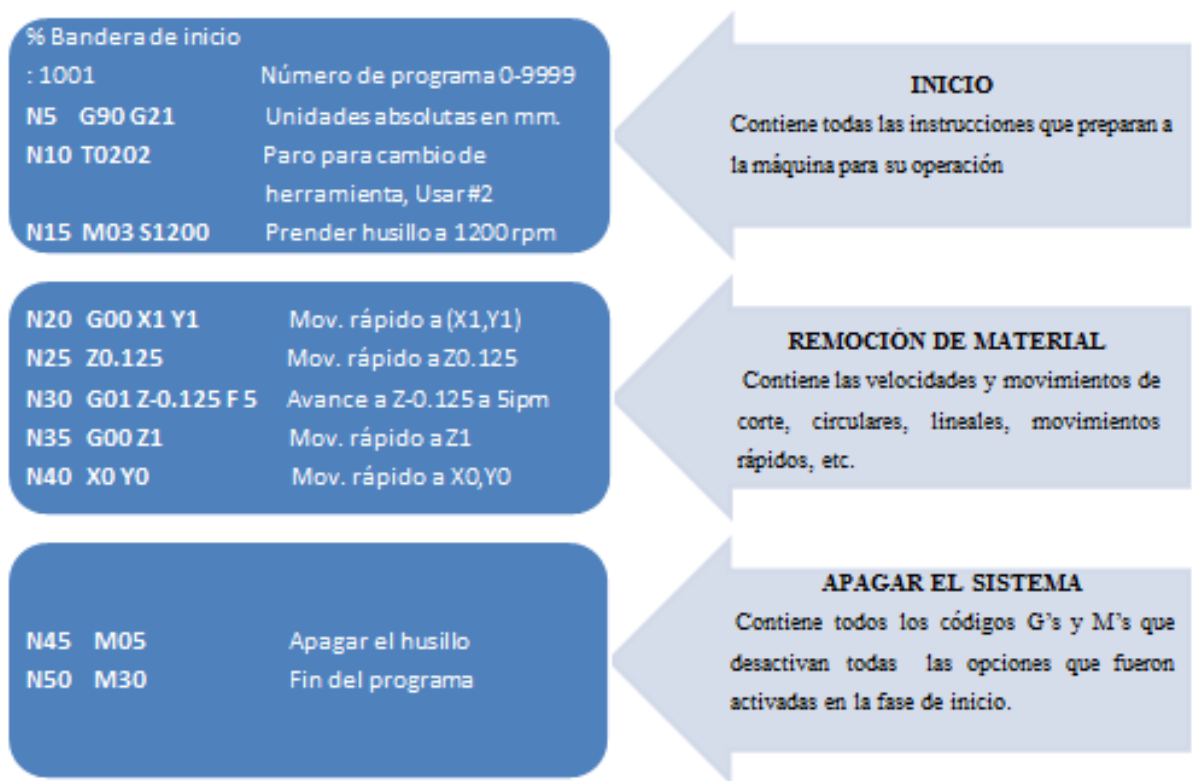 % Bandera de inicio
: 1001 Número de programa 0-9999
N5 G90 G21 Unidades absolutas en mm.
N10 T0202 Paro para cambio de
herramienta, Usar #2
N15 M03 S1200 Prender husillo a 1200 rpm
INICIO
Contiene todas las instrucciones que preparan a
la máquina para su operación
N20 G00 X1 Y1 Mov. rápido a (X1,Y1)
N25 Z0.125 Mov. rápido a Z0.125
N30 G01 Z-0.125 F 5 Avance a Z-0.125 a 5ipm
N35 G00 Z1 Mov. rápido a Z1
N40 X0 Y0 Mov. rápido a X0,Y0
REMOCIÓN DE MATERIAL
Contiene las velocidades y movimientos de
corte, circulares, lineales, movimientos
rápidos, etc.
N45 M05 Apagar el husillo
N50 M30 Fin del programa
APAGAR EL SISTEMA
Contiene todos los códigos G’s y M’s que
desactivan todas las opciones que fueron
activadas en la fase de inicio.